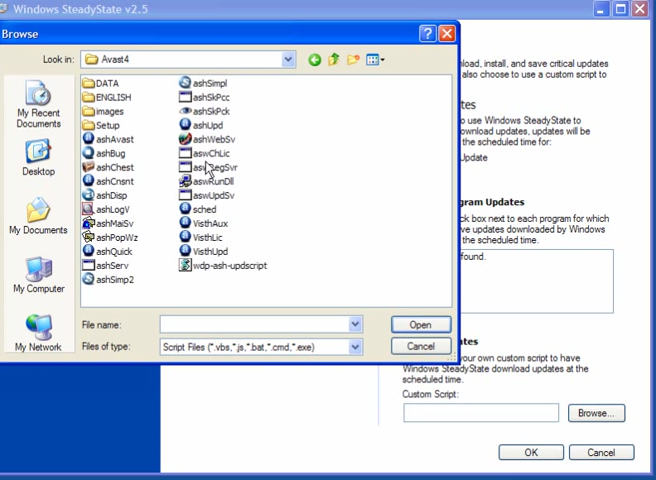 Windows SteadyState v2.5
Browse
Look in:
Avast4
My Recent
Documents
Desktop
My Documents
My Computer
My Network
DATA
ENGLISH
images
Setup
ashAvast
ashBug
ashChest
ashCnsnt
ashDisp
ashLogV
ashMaiSv
ashPopWz
ashQuick
ashServ
ashSimp2
ashSimpl
ashSkPcc
ashSkPck
ashUpd
ashWebSv
aswChLic
aswRegSvr
aswRunDll
aswUpdSv
sched
VisthAux
VisthLic
VisthUpd
wdp-ash-updscript
File name:
Open
Files of type:
Script Files (*.vbs,*.js,*.bat,*.cmd,*.exe)
Cancel
nload, install, and save critical updates
also choose to use a custom script to
tes
to use Windows SteadyState to
download updates, updates will be
the scheduled time for:
Update
gram Updates
ck box next to each program for which
ve updates downloaded by Windows
the scheduled time.
found.
ates
your own custom script to have
Windows SteadyState download updates at the
scheduled time.
Custom Script:
Browse...
OK
Cancel